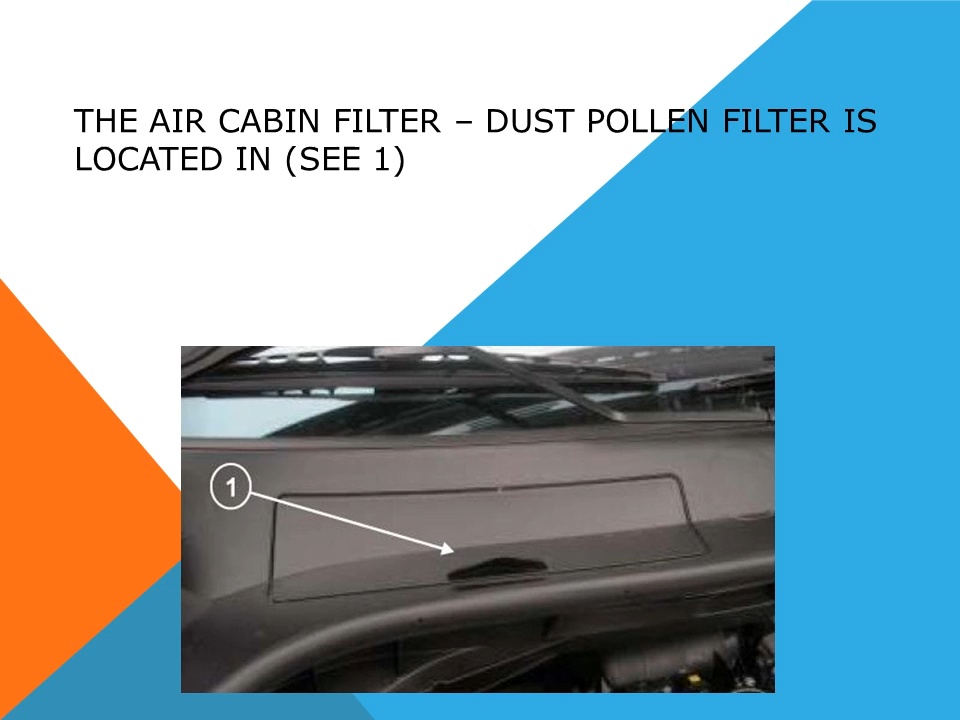 THE AIR CABIN FILTER – DUST POLLEN FILTER IS
LOCATED IN (SEE 1)
1